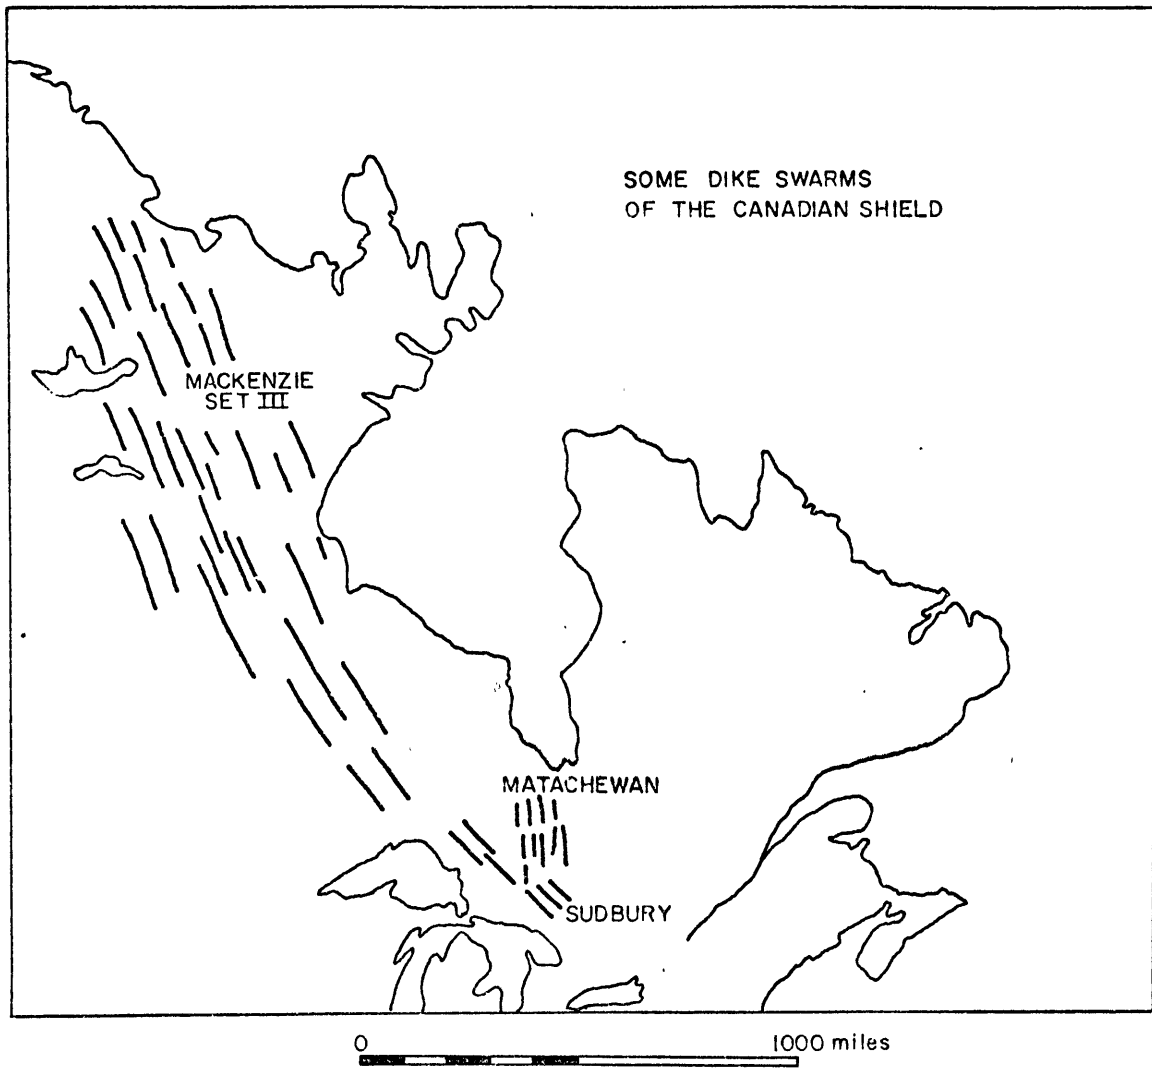 SOME DIKE SWARMS
OF THE CANADIAN SHIELD
MACKENZIE
SET III
MATACHEWAN
SUDBURY
0 1000 miles